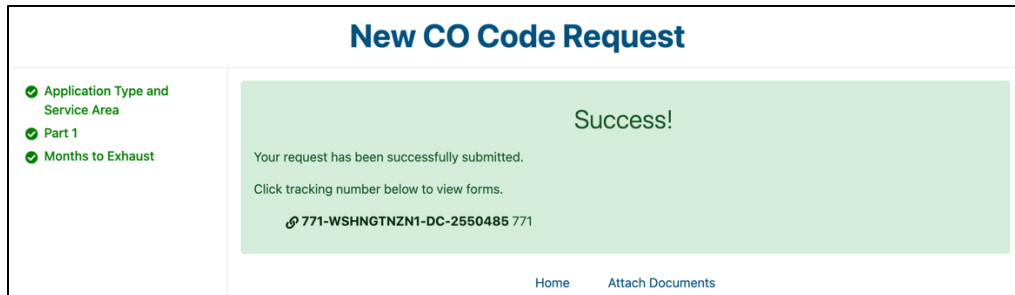 New CO Code Request
Application Type and
Service Area
Part 1
Months to Exhaust
Success!
Your request has been successfully submitted.
Click tracking number below to view forms.
771-WSHNGTNZN1-DC-2550485 771
Home Attach Documents